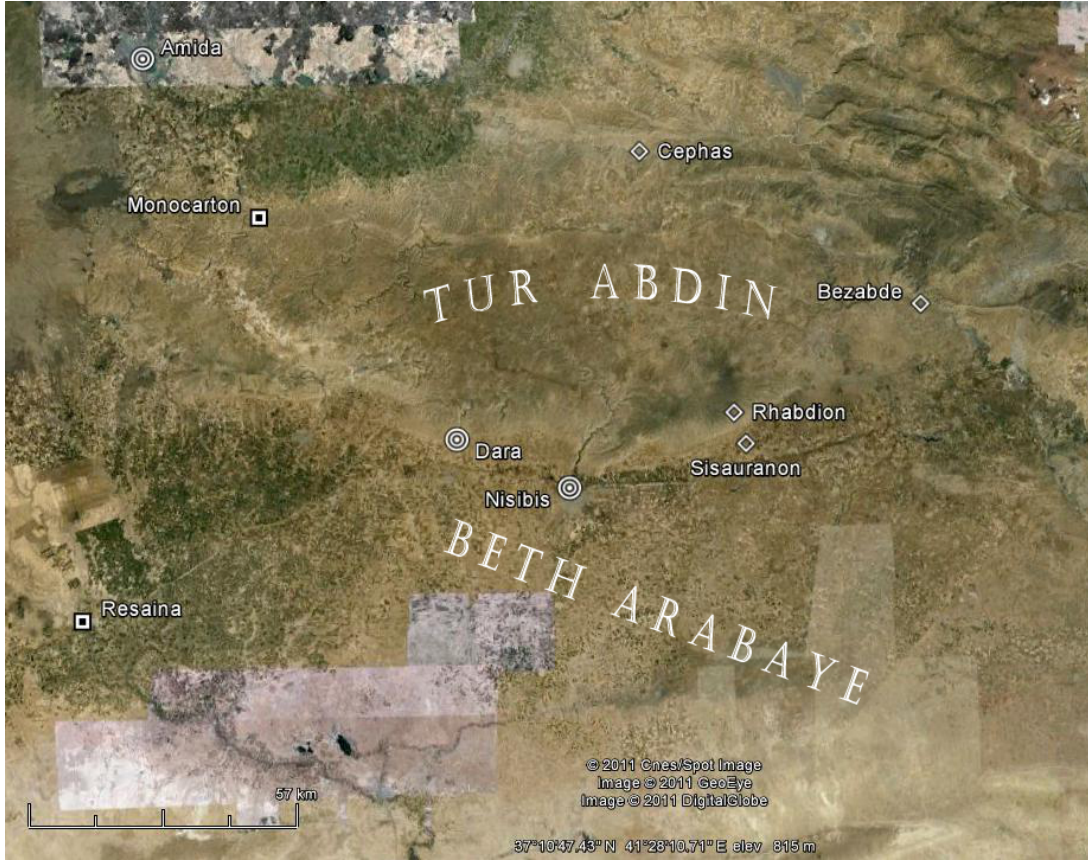 Amida
Cephas
Monocarton
TUR ABDIN
Bezabde
Rhabdion
Dara
Sisauranon
Nisibis
BETH ARABAYE
Resaina
© 2011 Cnes/Spot Image
Image © 2011 GeoEye
Image © 2011 DigitalGlobe
57 km
37°10'47.43" N 41°28'10.71" E elev 815 m